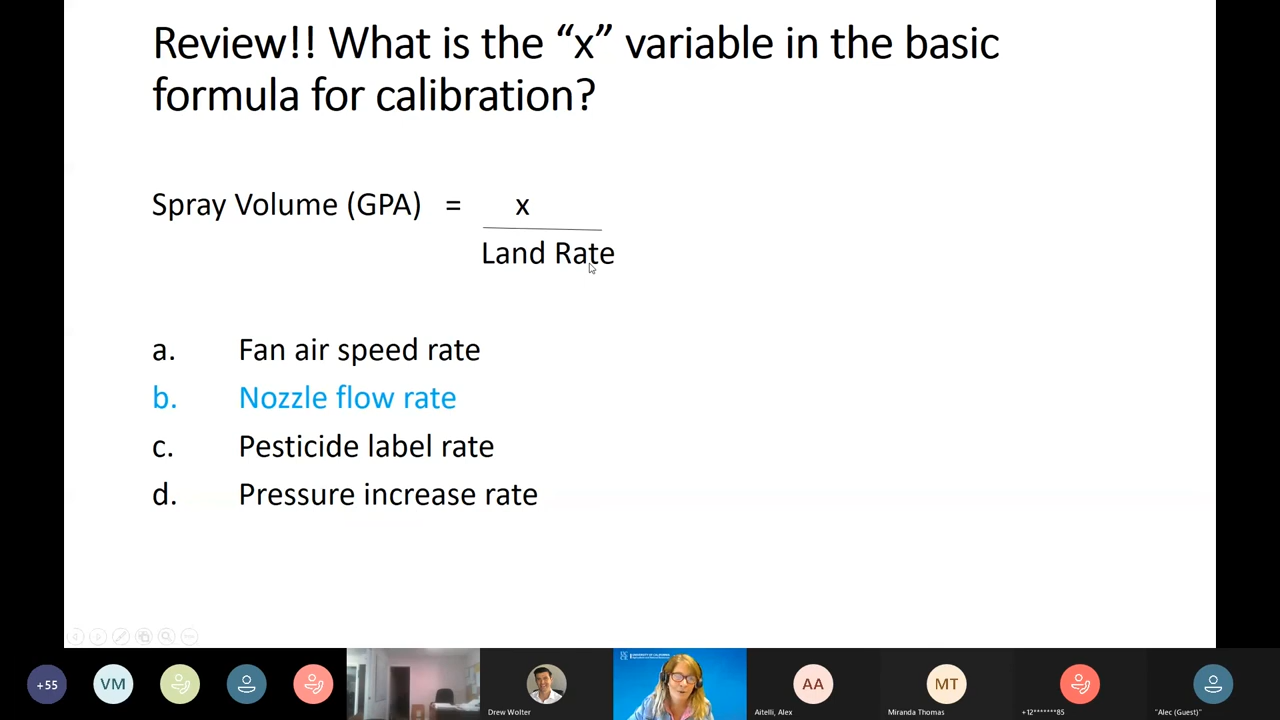 Review!! What is the “x” variable in the basic
formula for calibration?
Spray Volume (GPA) = x
Land Rate
a. Fan air speed rate
b. Nozzle flow rate
c. Pesticide label rate
d. Pressure increase rate
+55
VM
Drew Wolter
AA
Aitelli, Alex
MT
Miranda Thomas
+12*******85
"Alec (Guest)"